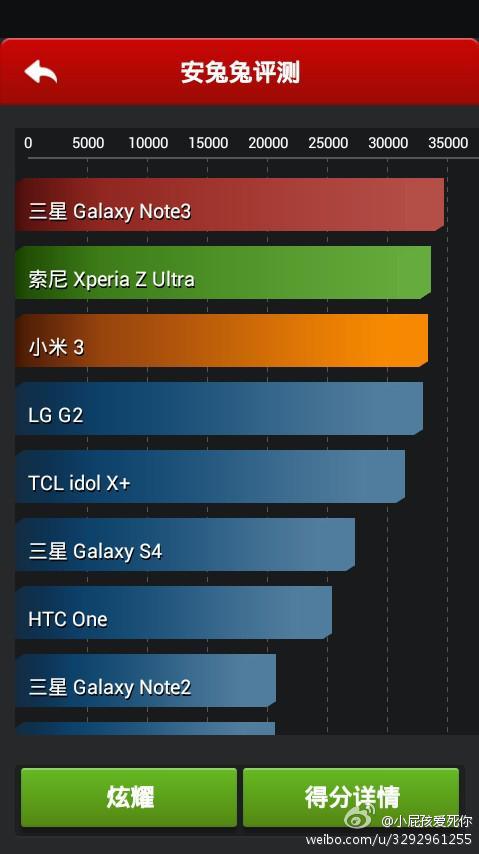 安兔兔评测
0 5000 10000 15000 20000 25000 30000 35000
三星 Galaxy Note3
索尼 Xperia Z Ultra
小米 3
LG G2
TCL idol X+
三星 Galaxy S4
HTC One
三星 Galaxy Note2
炫耀 得分详情
@小屁孩爱死你
weibo.com/u/3292961255